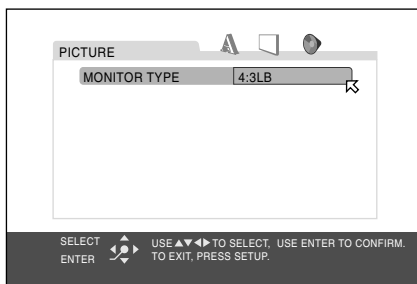 PICTURE
MONITOR TYPE 4:3LB
SELECT
ENTER
USE ▲▼◀▶ TO SELECT, USE ENTER TO CONFIRM.
TO EXIT, PRESS SETUP.